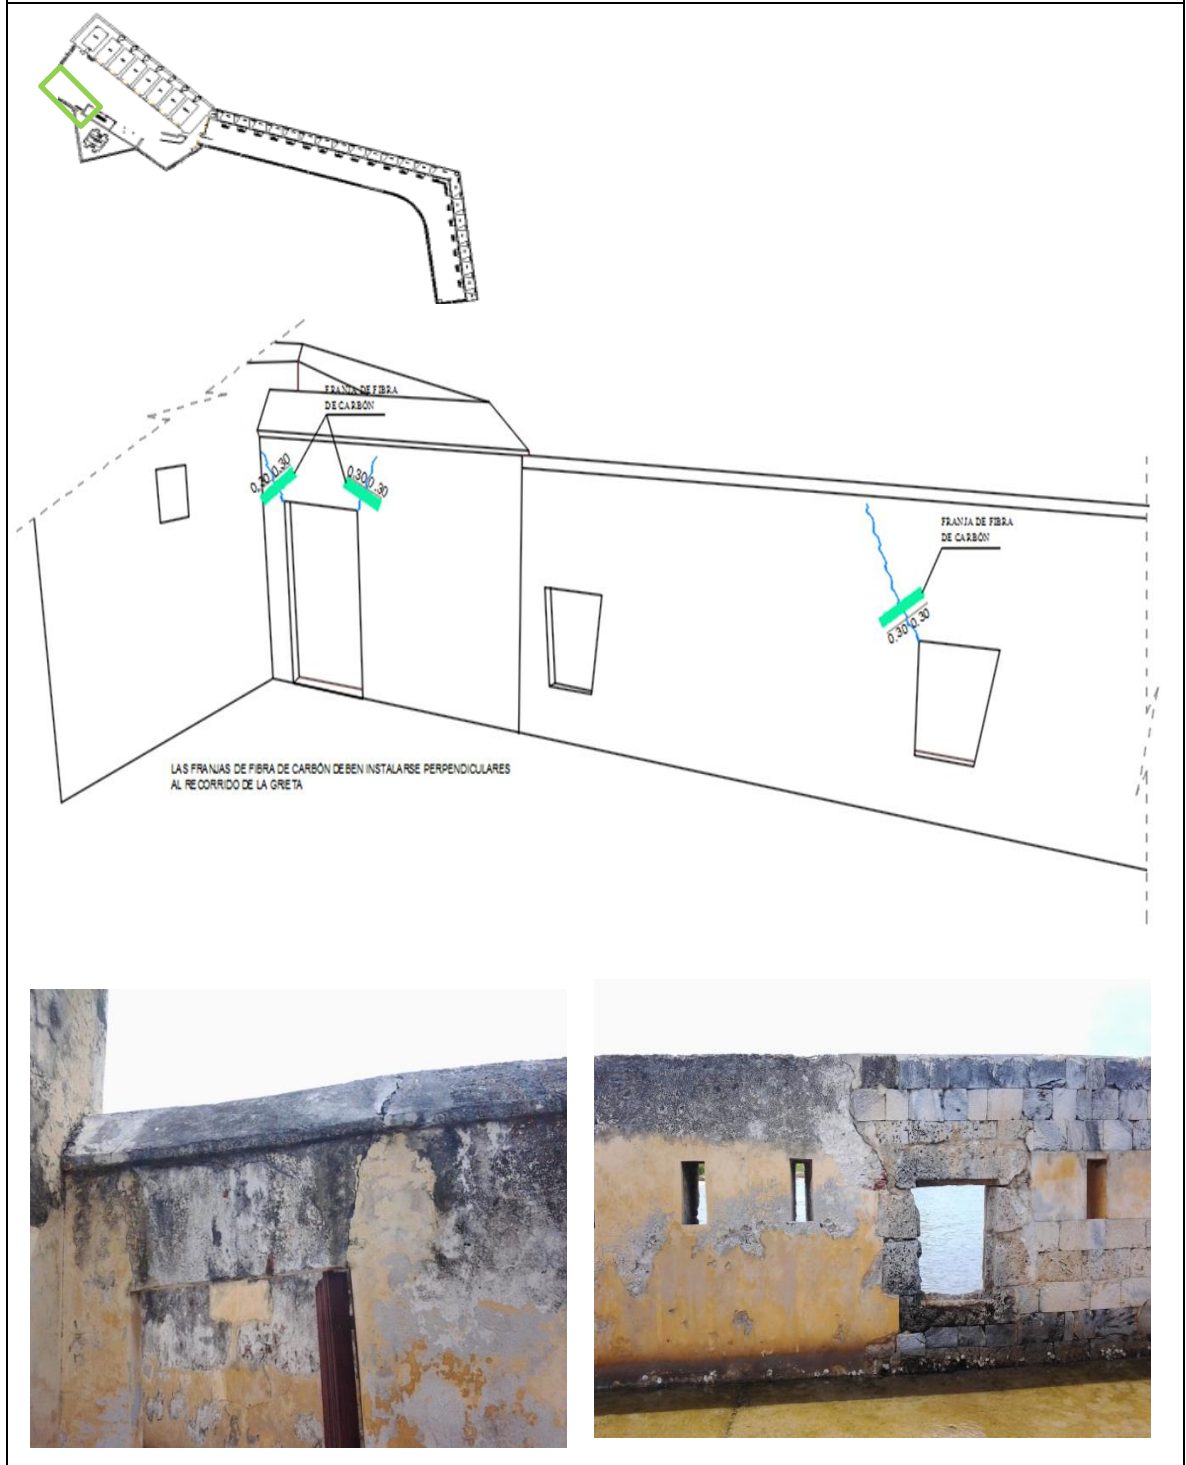 FRANJA DE FIBRA
DE CARBÓN
0,30 0,30
0,30 0,30
FRANJA DE FIBRA
DE CARBÓN
0,30 0,30
LAS FRANJAS DE FIBRA DE CARBÓN DEBEN INSTALARSE PERPENDICULARES
AL RECORRIDO DE LA GRIETA